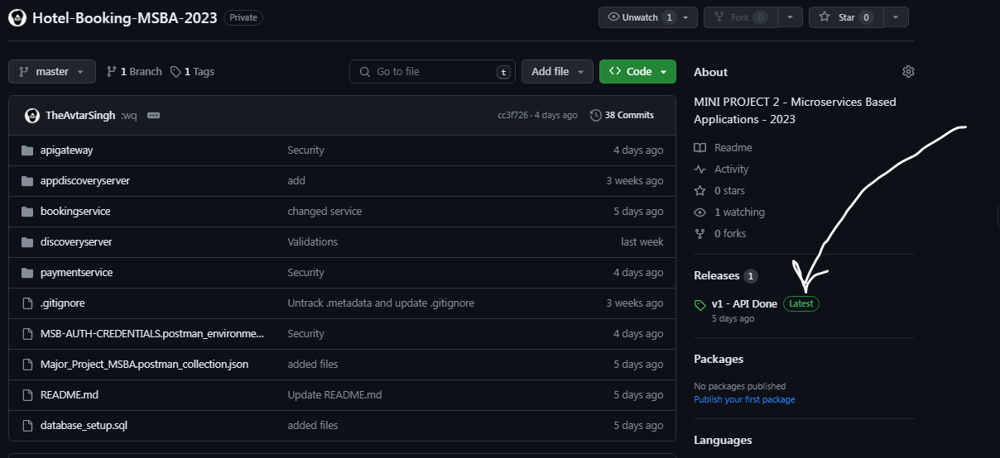 Hotel-Booking-MSBA-2023 Private Unwatch 1 Fork 0 Star 0
master 1 Branch 1 Tags Go to file t Add file <> Code
TheAvtarSingh :wq cc3f726 · 4 days ago 38 Commits
apigateway Security 4 days ago
appdiscoveryserver add 3 weeks ago
bookingservice changed service 5 days ago
discoveryserver Validations last week
paymentservice Security 4 days ago
.gitignore Untrack .metadata and update .gitignore 3 weeks ago
MSB-AUTH-CREDENTIALS.postman_environme... Security 4 days ago
Major_Project_MSBA.postman_collection.json added files 5 days ago
README.md Update README.md 5 days ago
database_setup.sql added files 5 days ago
About
MINI PROJECT 2 - Microservices Based
Applications - 2023
Readme
Activity
0 stars
1 watching
0 forks
Releases 1
v1 - API Done Latest
5 days ago
Packages
No packages published
Publish your first package
Languages